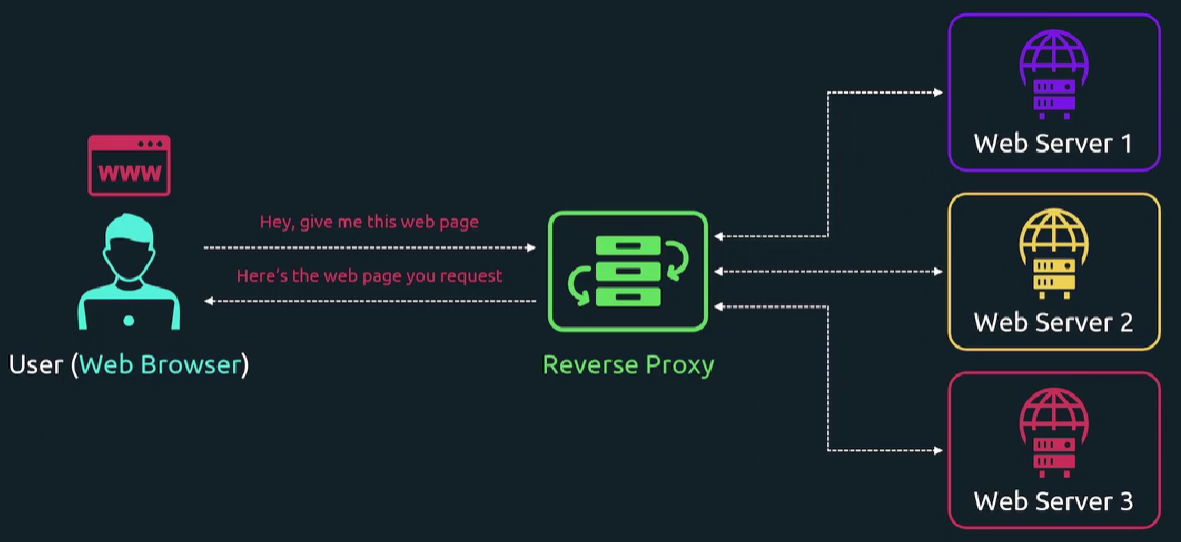 www
Hey, give me this web page
Here's the web page you request
User (Web Browser)
Reverse Proxy
Web Server 1
Web Server 2
Web Server 3